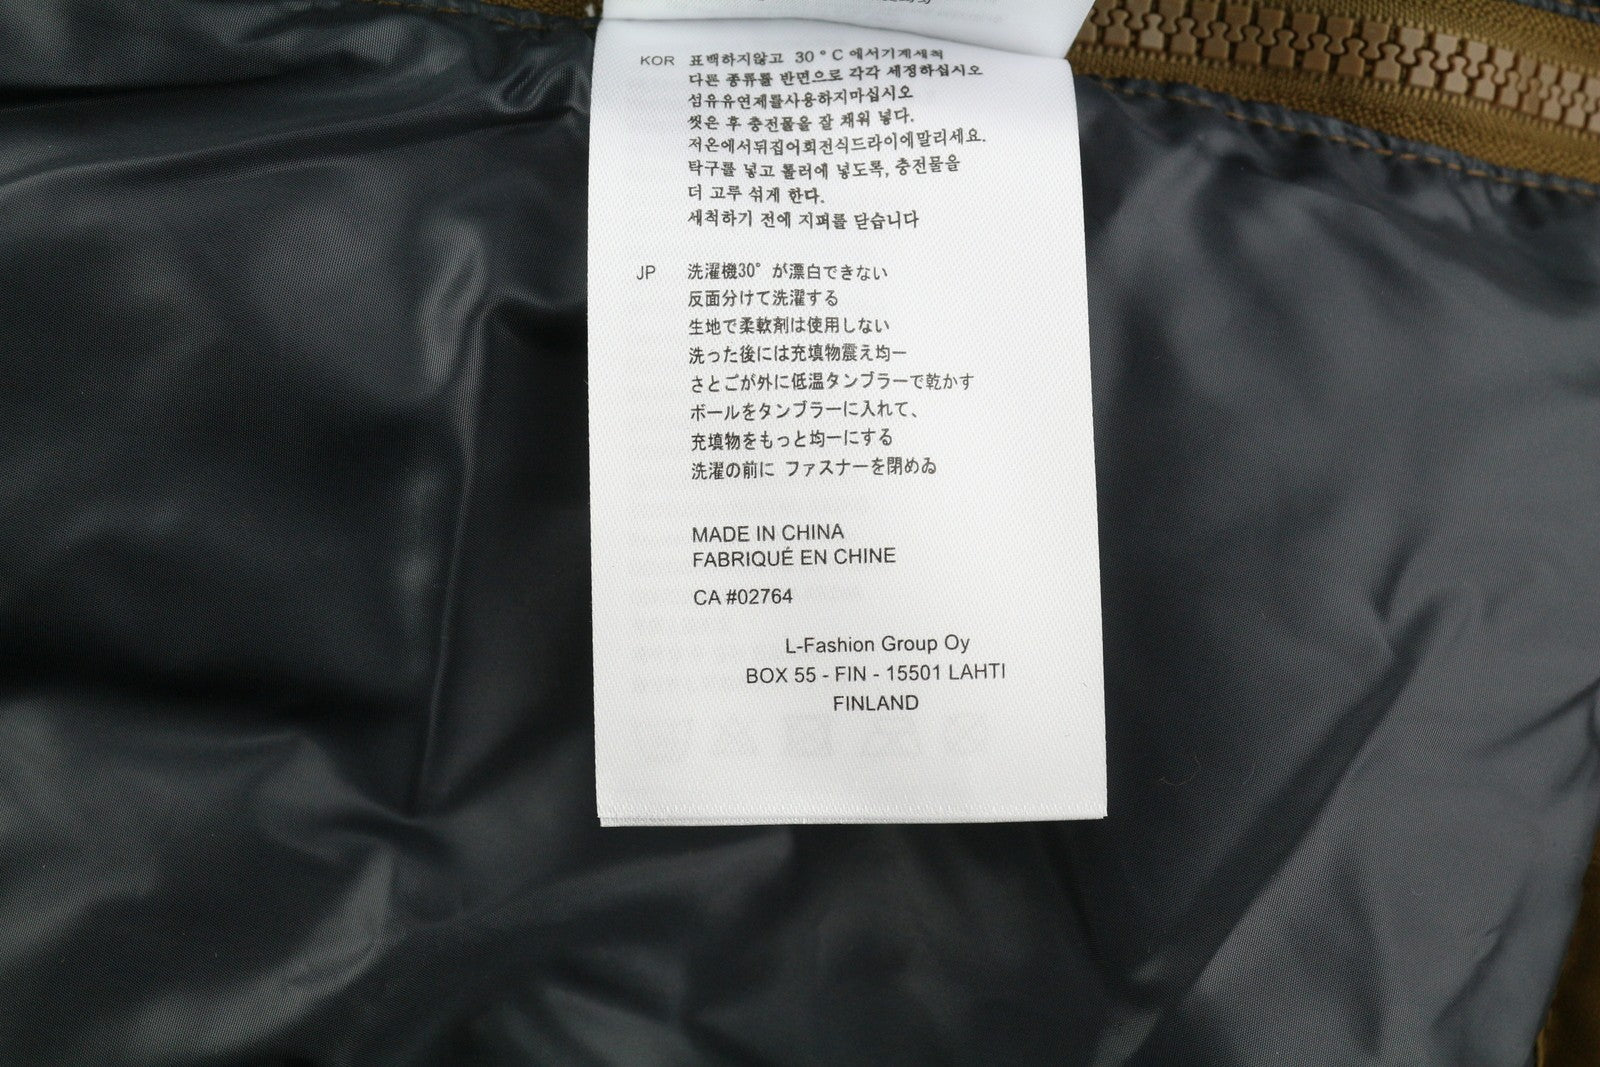 KOR 표백하지않고 30°C에서기계세척
다른 종류를 반면으로 각각 세정하십시오
섬유유연제를사용하지마십시오
씻은 후 충전물을 잘 채워 넣다.
저온에서뒤집어회전식드라이에말리세요.
탁구를 넣고 롤러에 넣도록, 충전물을
더 고루 섞게 한다.
세척하기 전에 지퍼를 닫습니다
JP 洗濯機30°が漂白できない
反面分けて洗濯する
生地で柔軟剤は使用しない
洗った後には充填物震え均一
さとごが外に低温タンブラーで乾かす
ボールをタンブラーに入れて、
充填物をもっと均一にする
洗濯の前に ファスナーを閉めゐ
MADE IN CHINA
FABRIQUÉ EN CHINE
CA #02764
L-Fashion Group Oy
BOX 55 - FIN - 15501 LAHTI
FINLAND